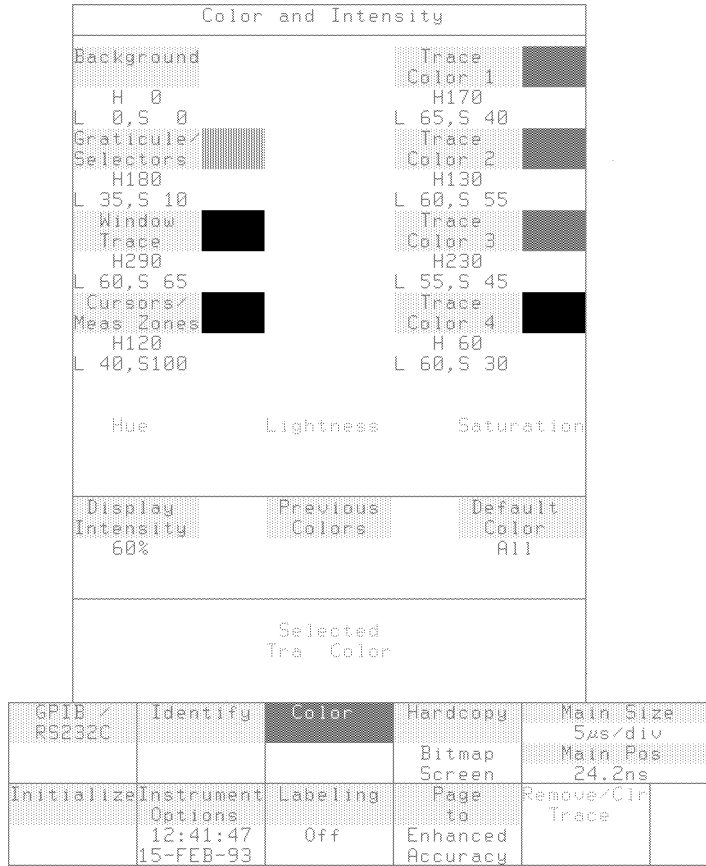 Color and Intensity
Background
H 0
L 0,S 0
Graticule/
Selectors
H180
L 35,S 10
Window
Trace
H290
L 60,S 65
Cursors/
Meas Zones
H120
L 40,S100
Trace
Color 1
H170
L 65,S 40
Trace
Color 2
H130
L 60,S 55
Trace
Color 3
H230
L 55,S 45
Trace
Color 4
H 60
L 60,S 30
Hue Lightness Saturation
Display
Intensity
60%
Previous
Colors
Default
Color
All
Selected
Tra Color
GPIB /
RS232C
Identify
Color
Hardcopy
Bitmap
Screen
Main Size
5µs/div
Main Pos
24.2ns
Initialize
Instrument
Options
12:41:47
15-FEB-93
Labeling
Off
Page
to
Enhanced
Accuracy
Remove/Clr
Trace